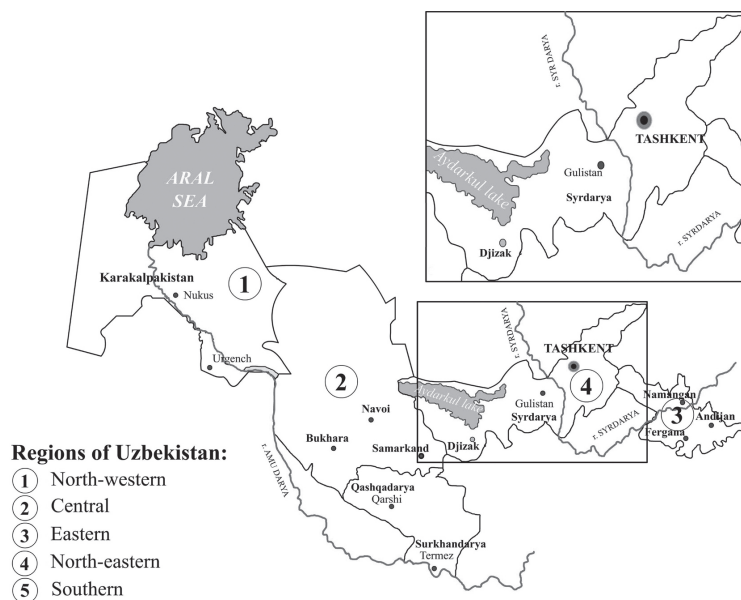 r. SYR DARYA
TASHKENT
Gulistan
Syrdarya
Aydarkul lake
Djizak
r. SYRDARYA
ARAL
SEA
Karakalpakistan
Nukus
1
Urgench
r. SYRDARYA
TASHKENT
4
2
Aydarkul lake
Gulistan
Syrdarya
Navoi
Bukhara
Samarkand
Djizak
r. SYRDARYA
Namangan
3
Andijan
Fergana
r. AMU DARYA
Qashqadarya
Qarshi
Surkhandarya
Termez
Regions of Uzbekistan:
1 North-western
2 Central
3 Eastern
4 North-eastern
5 Southern